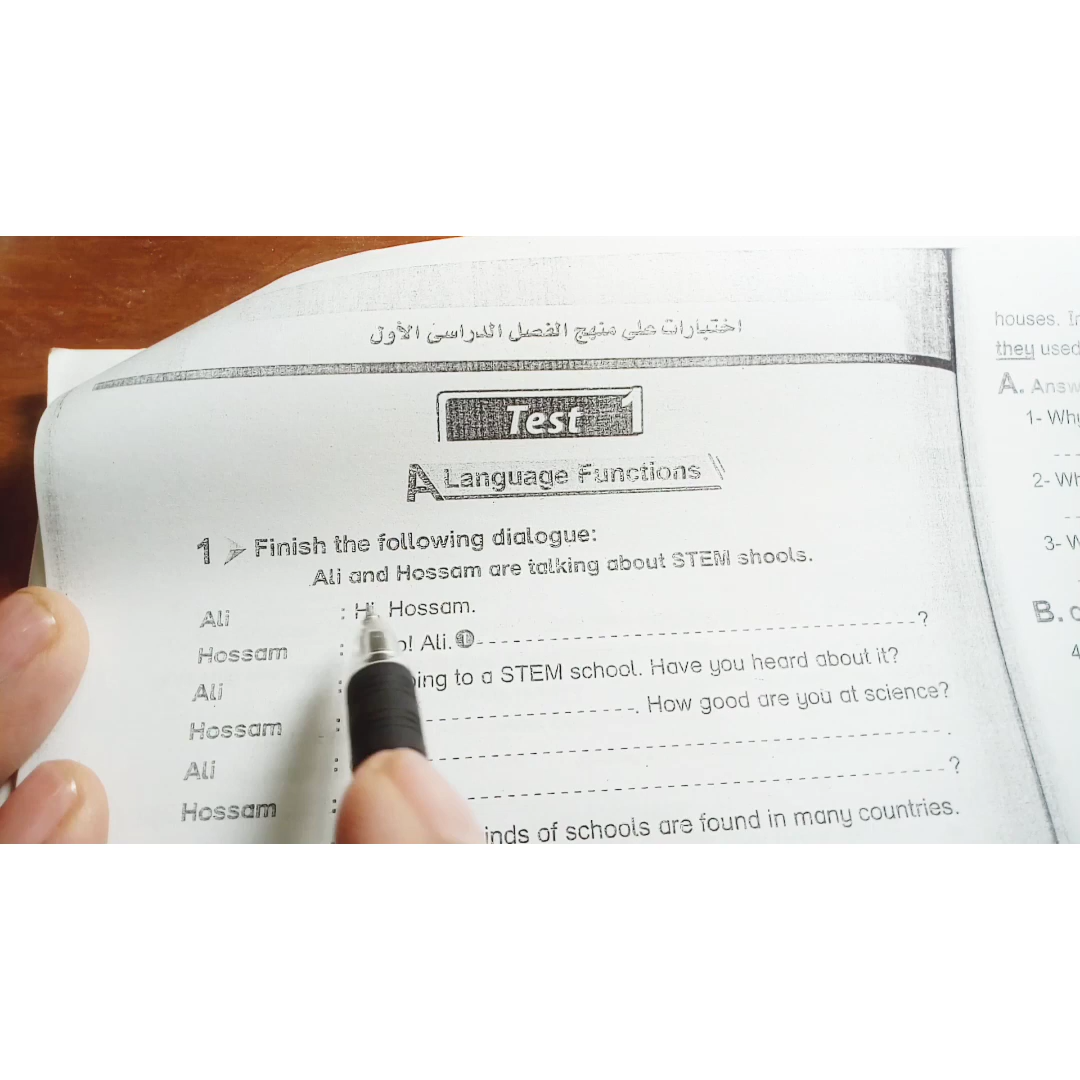 اختبارات على منهج الفصل الدراسى الأول
Test 1
A Language Functions
1 Finish the following dialogue:
Ali and Hossam are talking about STEM shools.
Ali : Hi, Hossam.
Hossam : Ali. ① ?
Ali : to a STEM school. Have you heard about it?
Hossam : . How good are you at science?
Ali : .
Hossam : ?
of schools are found in many countries.
houses.
they used
A.
1-
2-
3-
B.
4